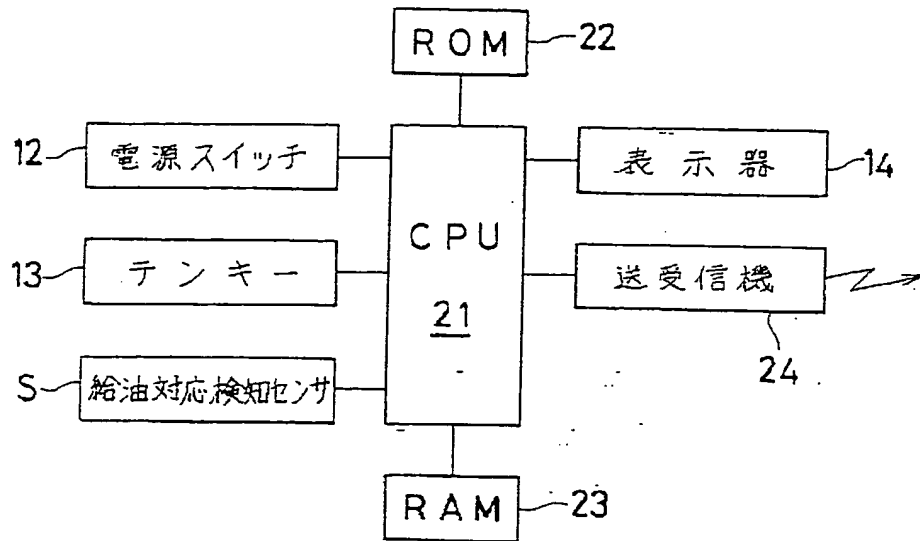 ROM
22
12
電源スイッチ
表示器
14
CPU
21
13
テンキー
送受信機
24
S
給油対応検知センサ
RAM
23